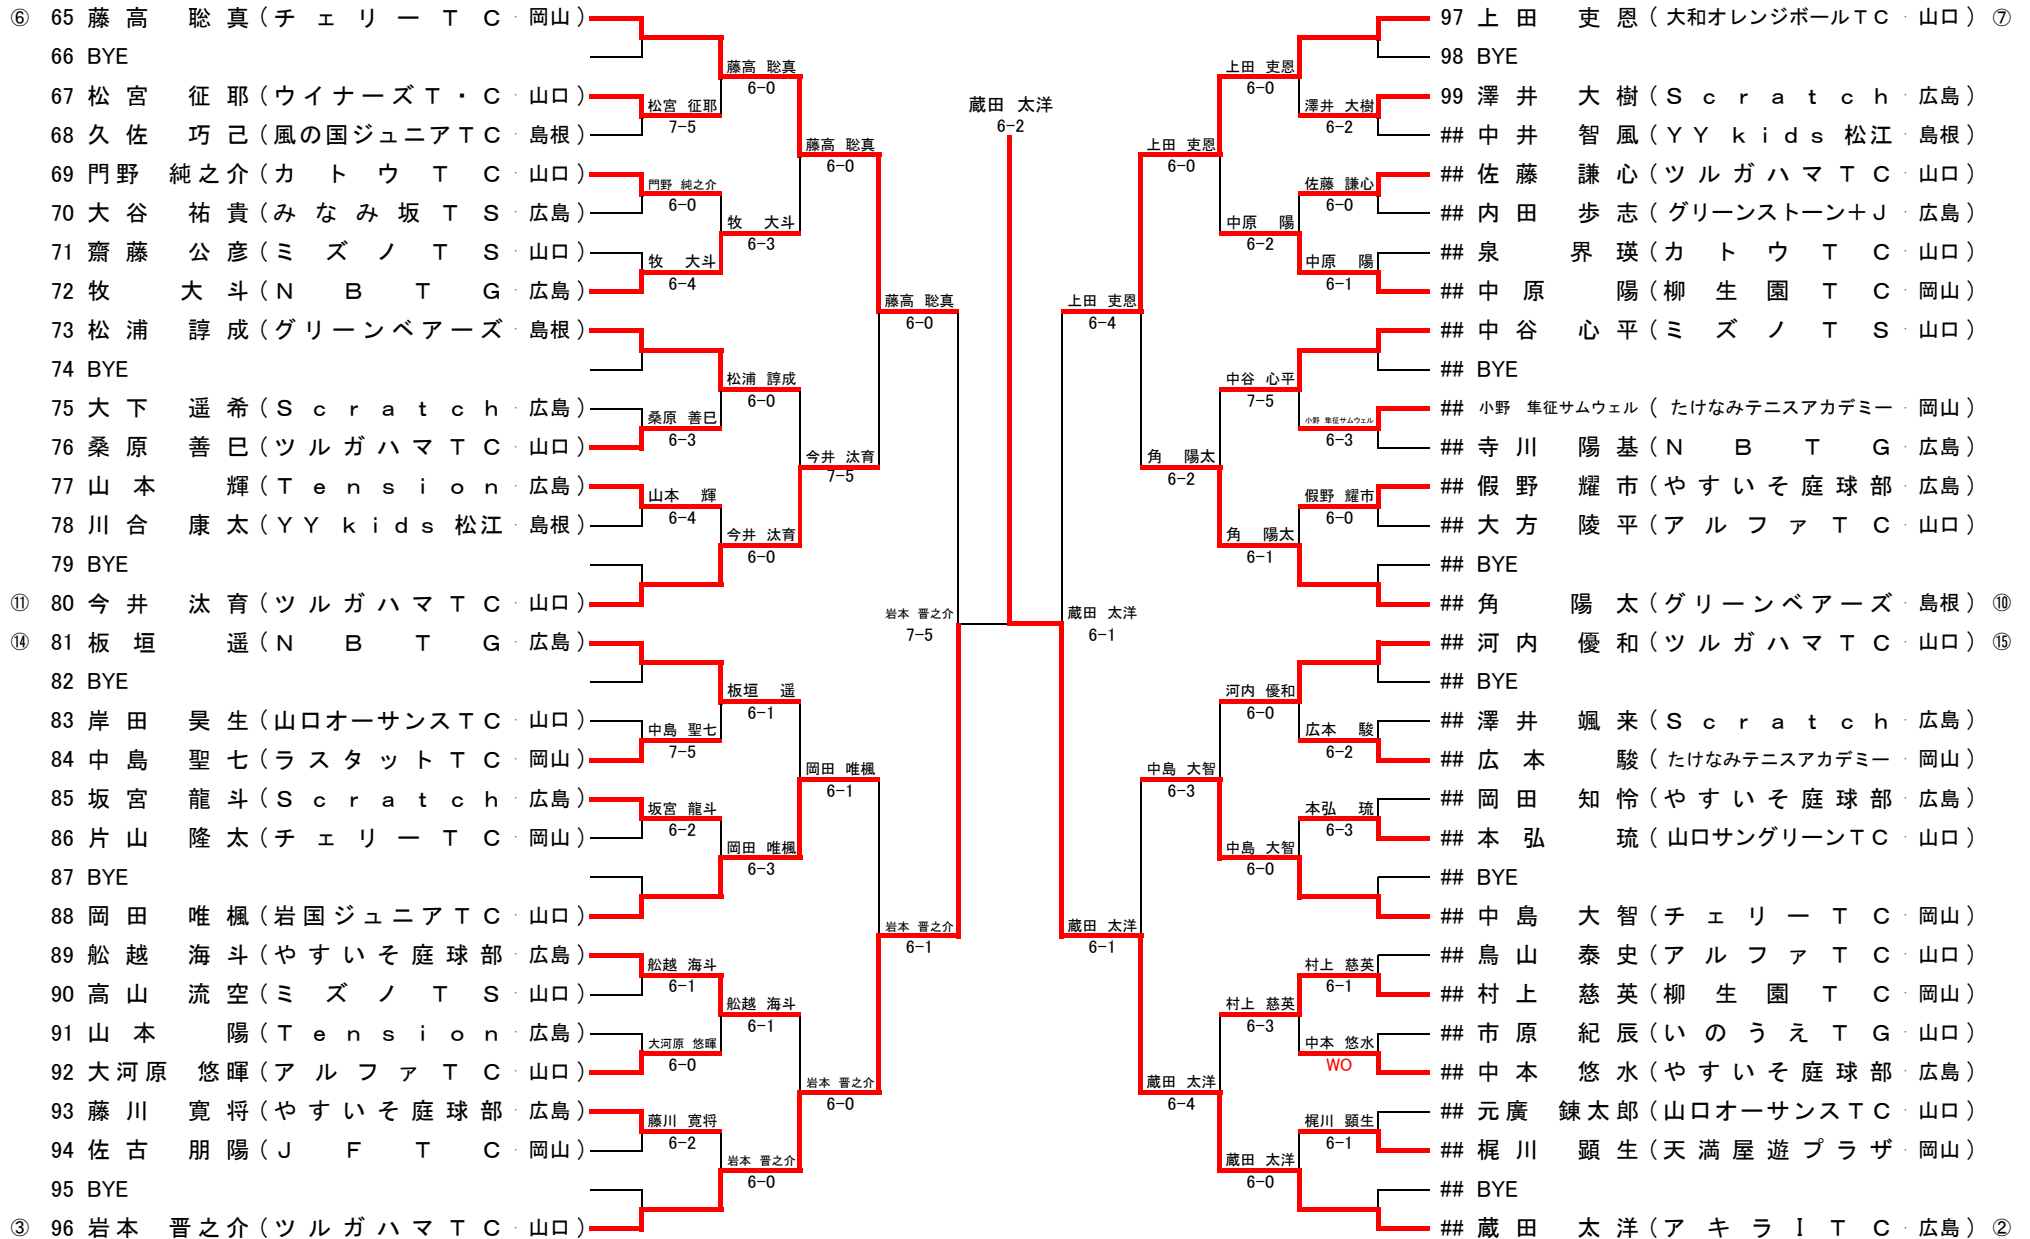 ⑥ 65 藤高 聡真 (チェリーTC・岡山)
66 BYE
67 松宮 征耶 (ウイナーズT・C・山口)
68 久佐 巧己 (風の国ジュニアTC・島根)
69 門野 純之介 (カトウTC・山口)
70 大谷 祐貴 (みなみ坂TS・広島)
71 齋藤 公彦 (ミズノTS・山口)
72 牧 大斗 (NBTG・広島)
73 松浦 諄成 (グリーンベアーズ・島根)
74 BYE
75 大下 遥希 (Scratch・広島)
76 桑原 善巳 (ツルガハマTC・山口)
77 山本 輝 (Tension・広島)
78 川合 康太 (YYkids松江・島根)
79 BYE
⑪ 80 今井 汰育 (ツルガハマTC・山口)
⑭ 81 板垣 遥 (NBTG・広島)
82 BYE
83 岸田 昊生 (山口オーサンスTC・山口)
84 中島 聖七 (ラスタットTC・岡山)
85 坂宮 龍斗 (Scratch・広島)
86 片山 隆太 (チェリーTC・岡山)
87 BYE
88 岡田 唯楓 (岩国ジュニアTC・山口)
89 舩越 海斗 (やすいそ庭球部・広島)
90 高山 流空 (ミズノTS・山口)
91 山本 陽 (Tension・広島)
92 大河原 悠暉 (アルファTC・山口)
93 藤川 寛将 (やすいそ庭球部・広島)
94 佐古 朋陽 (JFTC・岡山)
95 BYE
③ 96 岩本 晋之介 (ツルガハマTC・山口)
松宮 征耶
7-5
門野 純之介
6-0
牧 大斗
6-4
桑原 善巳
6-3
山本 輝
6-4
中島 聖七
7-5
坂宮 龍斗
6-2
舩越 海斗
6-1
大河原 悠暉
6-0
藤川 寛将
6-2
藤高 聡真
6-0
牧 大斗
6-3
松浦 諄成
6-0
今井 汰育
6-0
板垣 遥
6-1
岡田 唯楓
6-3
舩越 海斗
6-1
岩本 晋之介
6-0
藤高 聡真
6-0
今井 汰育
7-5
岡田 唯楓
6-1
岩本 晋之介
6-0
藤高 聡真
6-0
岩本 晋之介
6-1
岩本 晋之介
7-5
蔵田 太洋
6-2
蔵田 太洋
6-1
上田 吏恩
6-4
蔵田 太洋
6-1
上田 吏恩
6-0
角 陽太
6-2
中島 大智
6-3
蔵田 太洋
6-4
上田 吏恩
6-0
中原 陽
6-2
中谷 心平
7-5
角 陽太
6-1
河内 優和
6-0
中島 大智
6-0
村上 慈英
6-3
蔵田 太洋
6-0
澤井 大樹
6-2
佐藤 謙心
6-0
中原 陽
6-1
小野 隼征サムウェル
6-3
假野 耀市
6-0
広本 駿
6-2
本弘 琉
6-3
村上 慈英
6-1
中本 悠水
WO
梶川 顕生
6-1
97 上田 吏恩 (大和オレンジボールTC・山口) ⑦
98 BYE
99 澤井 大樹 (Scratch・広島)
## 中井 智風 (YYkids松江・島根)
## 佐藤 謙心 (ツルガハマTC・山口)
## 内田 歩志 (グリーンストーン+J・広島)
## 泉 界瑛 (カトウTC・山口)
## 中原 陽 (柳生園TC・岡山)
## 中谷 心平 (ミズノTS・山口)
## BYE
## 小野 隼征サムウェル (たけなみテニスアカデミー・岡山)
## 寺川 陽基 (NBTG・広島)
## 假野 耀市 (やすいそ庭球部・広島)
## 大方 陵平 (アルファTC・山口)
## BYE
## 角 陽太 (グリーンベアーズ・島根) ⑩
## 河内 優和 (ツルガハマTC・山口) ⑮
## BYE
## 澤井 颯来 (Scratch・広島)
## 広本 駿 (たけなみテニスアカデミー・岡山)
## 岡田 知怜 (やすいそ庭球部・広島)
## 本弘 琉 (山口サングリーンTC・山口)
## BYE
## 中島 大智 (チェリーTC・岡山)
## 鳥山 泰史 (アルファTC・山口)
## 村上 慈英 (柳生園TC・岡山)
## 市原 紀辰 (いのうえTG・山口)
## 中本 悠水 (やすいそ庭球部・広島)
## 元廣 錬太郎 (山口オーサンスTC・山口)
## 梶川 顕生 (天満屋遊プラザ・岡山)
## BYE
## 蔵田 太洋 (アキラITC・広島) ②